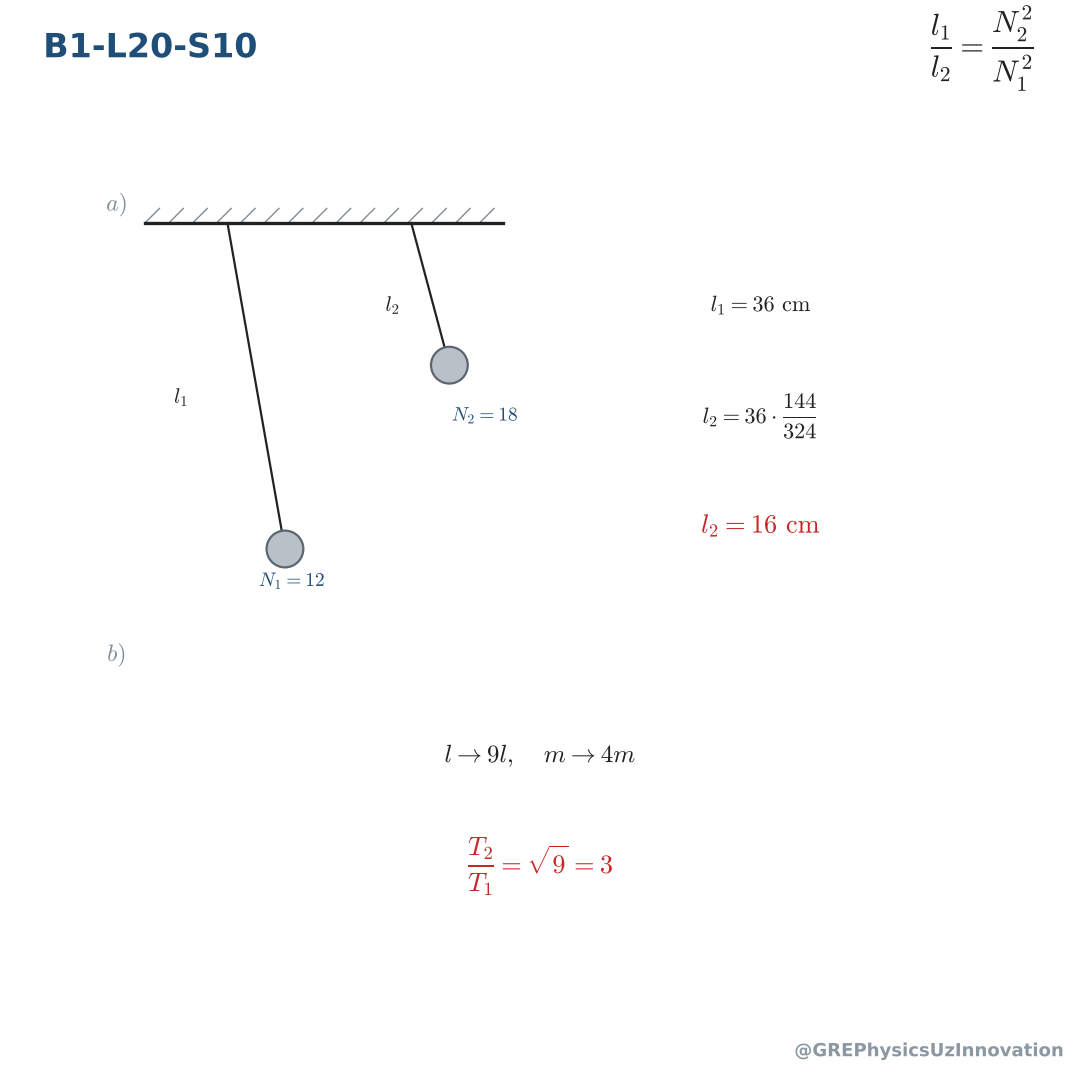 B1-L20-S10
l₁/l₂ = N₂²/N₁²
a)
l₂
l₁ = 36 cm
l₁
N₂ = 18
l₂ = 36 · 144/324
l₂ = 16 cm
N₁ = 12
b)
l → 9l, m → 4m
T₂/T₁ = √9 = 3
@GREPhysicsUzInnovation